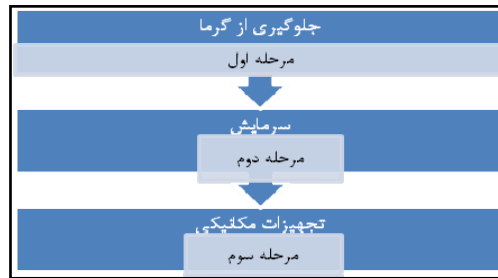 جلوگیری از گرما
مرحله اول
سرمایش
مرحله دوم
تجهیزات مکانیکی
مرحله سوم